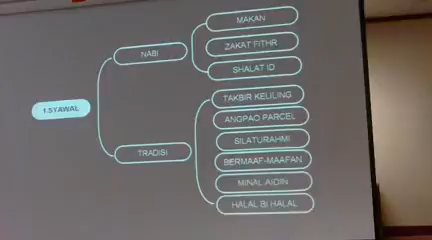 1 SYAWAL
NABI
MAKAN
ZAKAT FITHR
SHALAT ID
TRADISI
TAKBIR KELILING
ANGPAO PARCEL
SILATURAHMI
BERMAAF-MAAFAN
MINAL AIDIN
HALAL BI HALAL